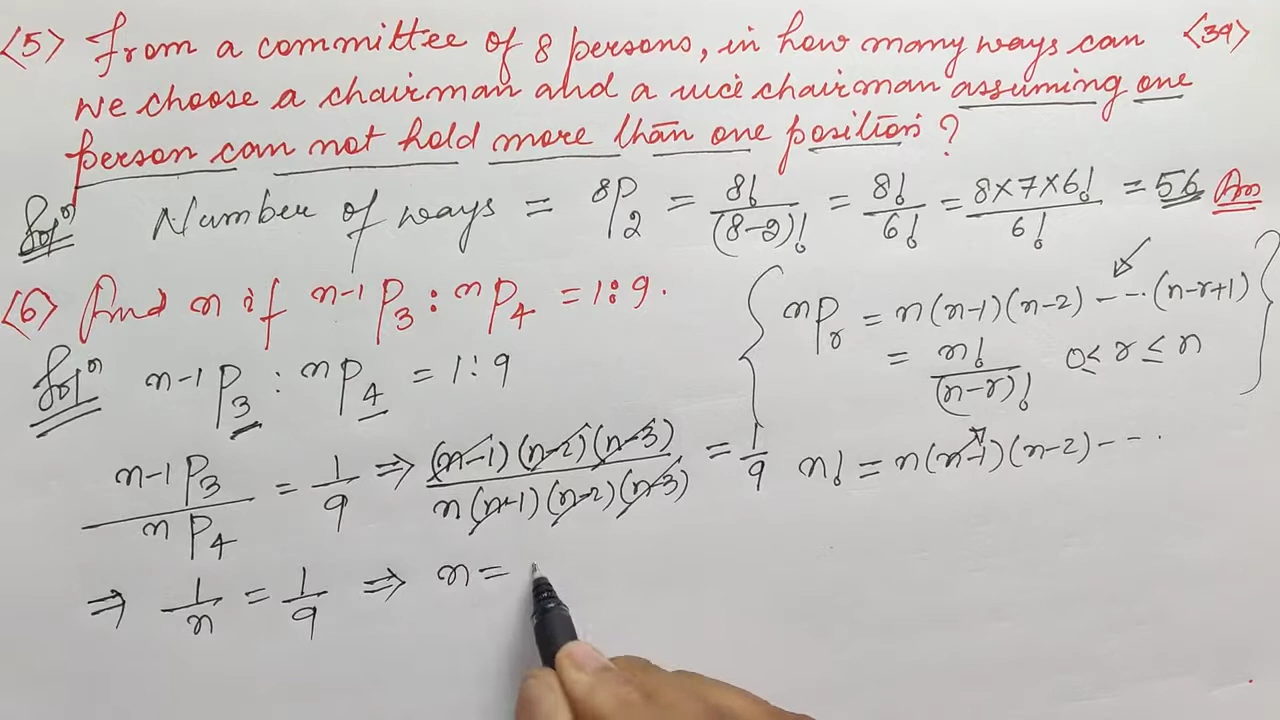 <5> From a committee of 8 persons, in how many ways can <39>
we choose a chairman and a vice chairman assuming one
person can not hold more than one position ?
Solⁿ Number of ways = ⁸P₂ = 8!/(8-2)! = 8!/6! = 8×7×6!/6! = 56 Ans
<6> Find n if ⁿ⁻¹P₃ : ⁿP₄ = 1:9.
{ ⁿPᵣ = n(n-1)(n-2) --- (n-r+1)
= n!/(n-r)! 0≤ r ≤ n }
Solⁿ ⁿ⁻¹P₃ : ⁿP₄ = 1:9
ⁿ⁻¹P₃/ⁿP₄ = 1/9 ⇒ (n-1)(n-2)(n-3)/n(n-1)(n-2)(n-3) = 1/9
n! = n(n-1)(n-2) ---
⇒ 1/n = 1/9 ⇒ n =